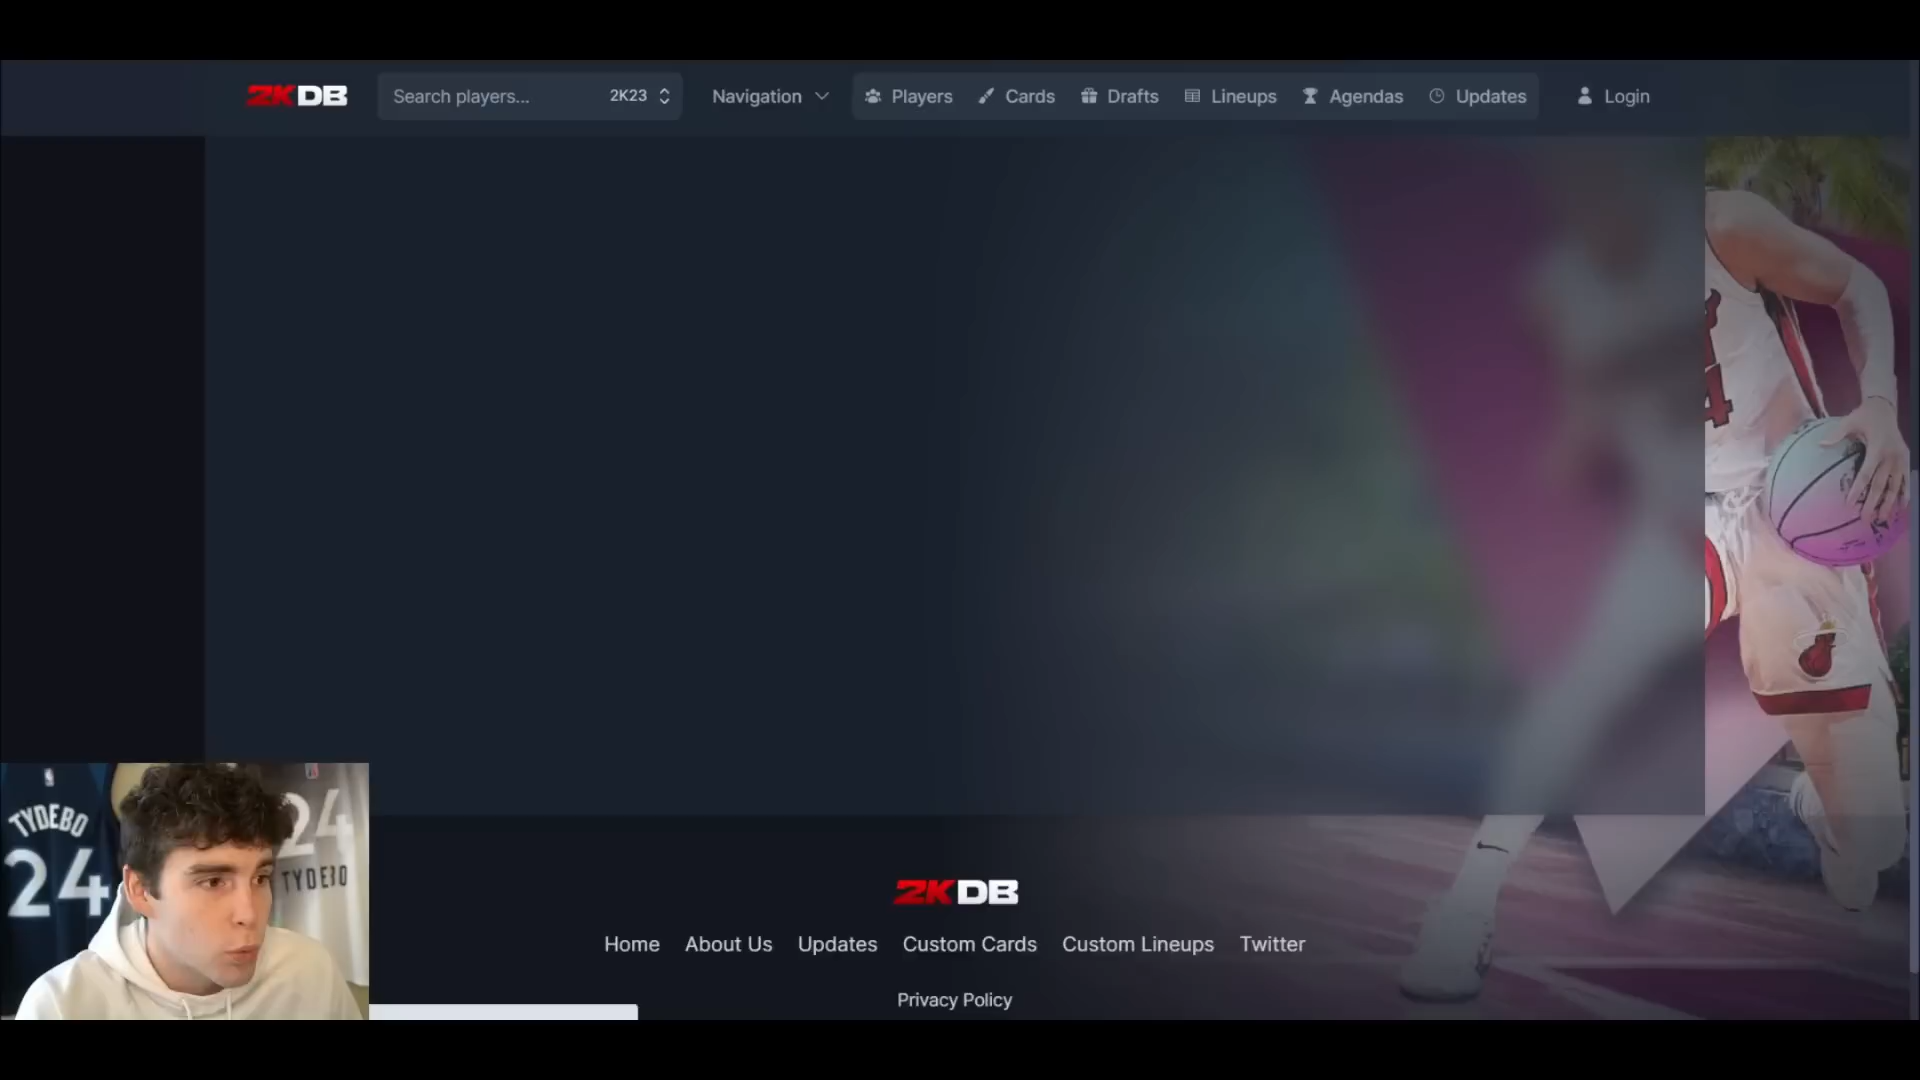 2KDB Search players... 2K23 Navigation Players Cards Drafts Lineups Agendas Updates Login
4
TYDEBO
24
24
TYDEBO
2KDB
Home About Us Updates Custom Cards Custom Lineups Twitter
Privacy Policy